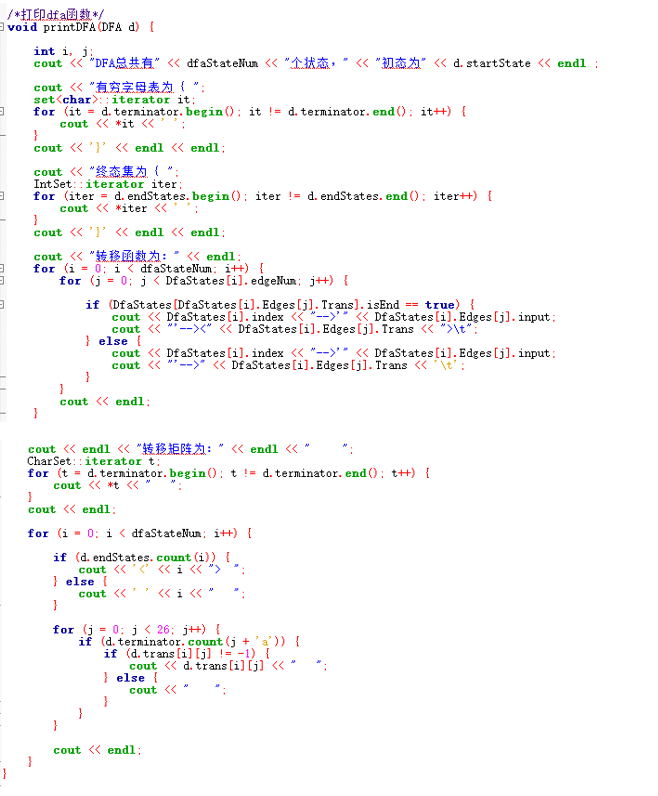 /*打印dfa函数*/
void printDFA(DFA d) {
int i, j;
cout << "DFA总共有" << dfaStateNum << "个状态，" << "初态为" << d.startState << endl ;
cout << "有穷字母表为 { ";
set<char>::iterator it;
for (it = d.terminator.begin(); it != d.terminator.end(); it++) {
cout << *it << ' ';
}
cout << '}' << endl << endl;
cout << "终态集为 { ";
IntSet::iterator iter;
for (iter = d.endStates.begin(); iter != d.endStates.end(); iter++) {
cout << *iter << ' ';
}
cout << '}' << endl << endl;
cout << "转移函数为：" << endl;
for (i = 0; i < dfaStateNum; i++) {
for (j = 0; j < DfaStates[i].edgeNum; j++) {
if (DfaStates[DfaStates[i].Edges[j].Trans].isEnd == true) {
cout << DfaStates[i].index << "-->'" << DfaStates[i].Edges[j].input;
cout << "'--><" << DfaStates[i].Edges[j].Trans << ">\t";
} else {
cout << DfaStates[i].index << "-->'" << DfaStates[i].Edges[j].input;
cout << "'-->" << DfaStates[i].Edges[j].Trans << '\t';
}
}
cout << endl;
}
cout << endl << "转移矩阵为：" << endl << "     ";
CharSet::iterator t;
for (t = d.terminator.begin(); t != d.terminator.end(); t++) {
cout << *t << "   ";
}
cout << endl;
for (i = 0; i < dfaStateNum; i++) {
if (d.endStates.count(i)) {
cout << '<' << i << ">  ";
} else {
cout << ' ' << i << "   ";
}
for (j = 0; j < 26; j++) {
if (d.terminator.count(j + 'a')) {
if (d.trans[i][j] != -1) {
cout << d.trans[i][j] << "   ";
} else {
cout << "    ";
}
}
}
cout << endl;
}
}